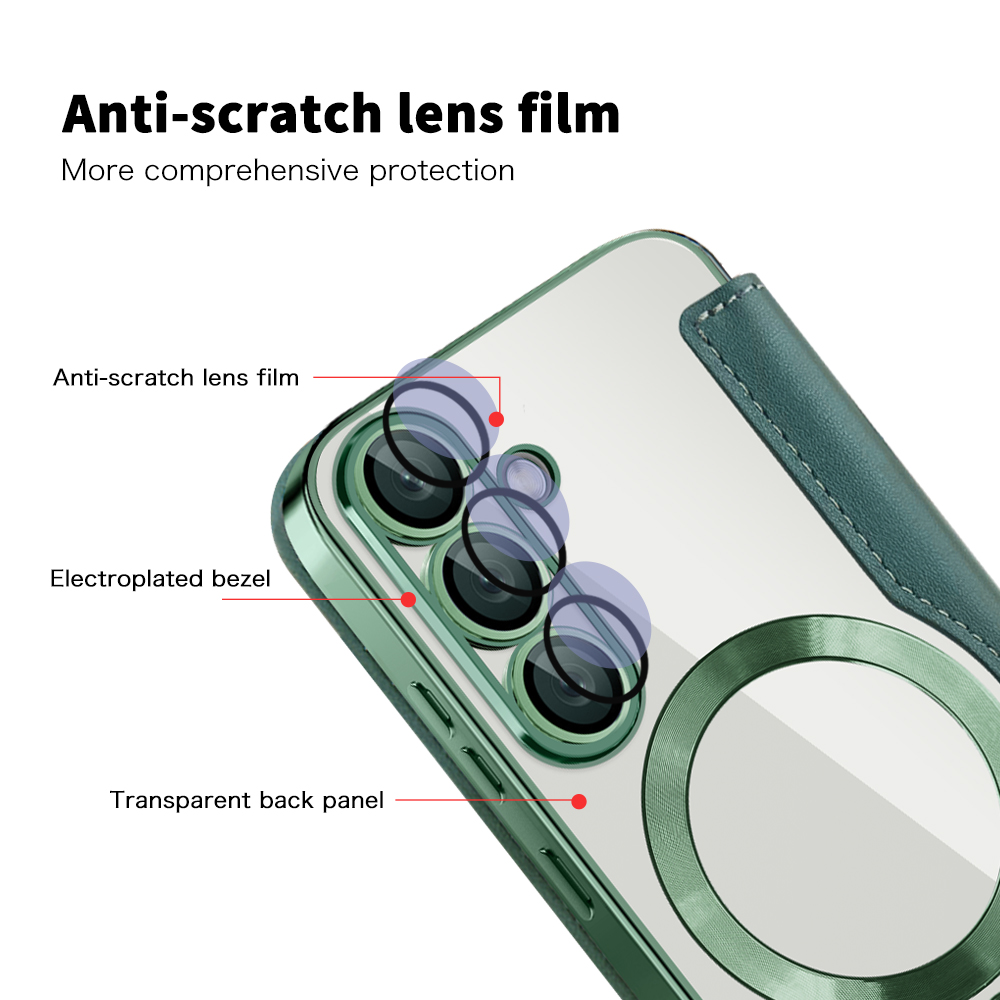 Anti-scratch lens film
More comprehensive protection
Anti-scratch lens film
Electroplated bezel
Transparent back panel